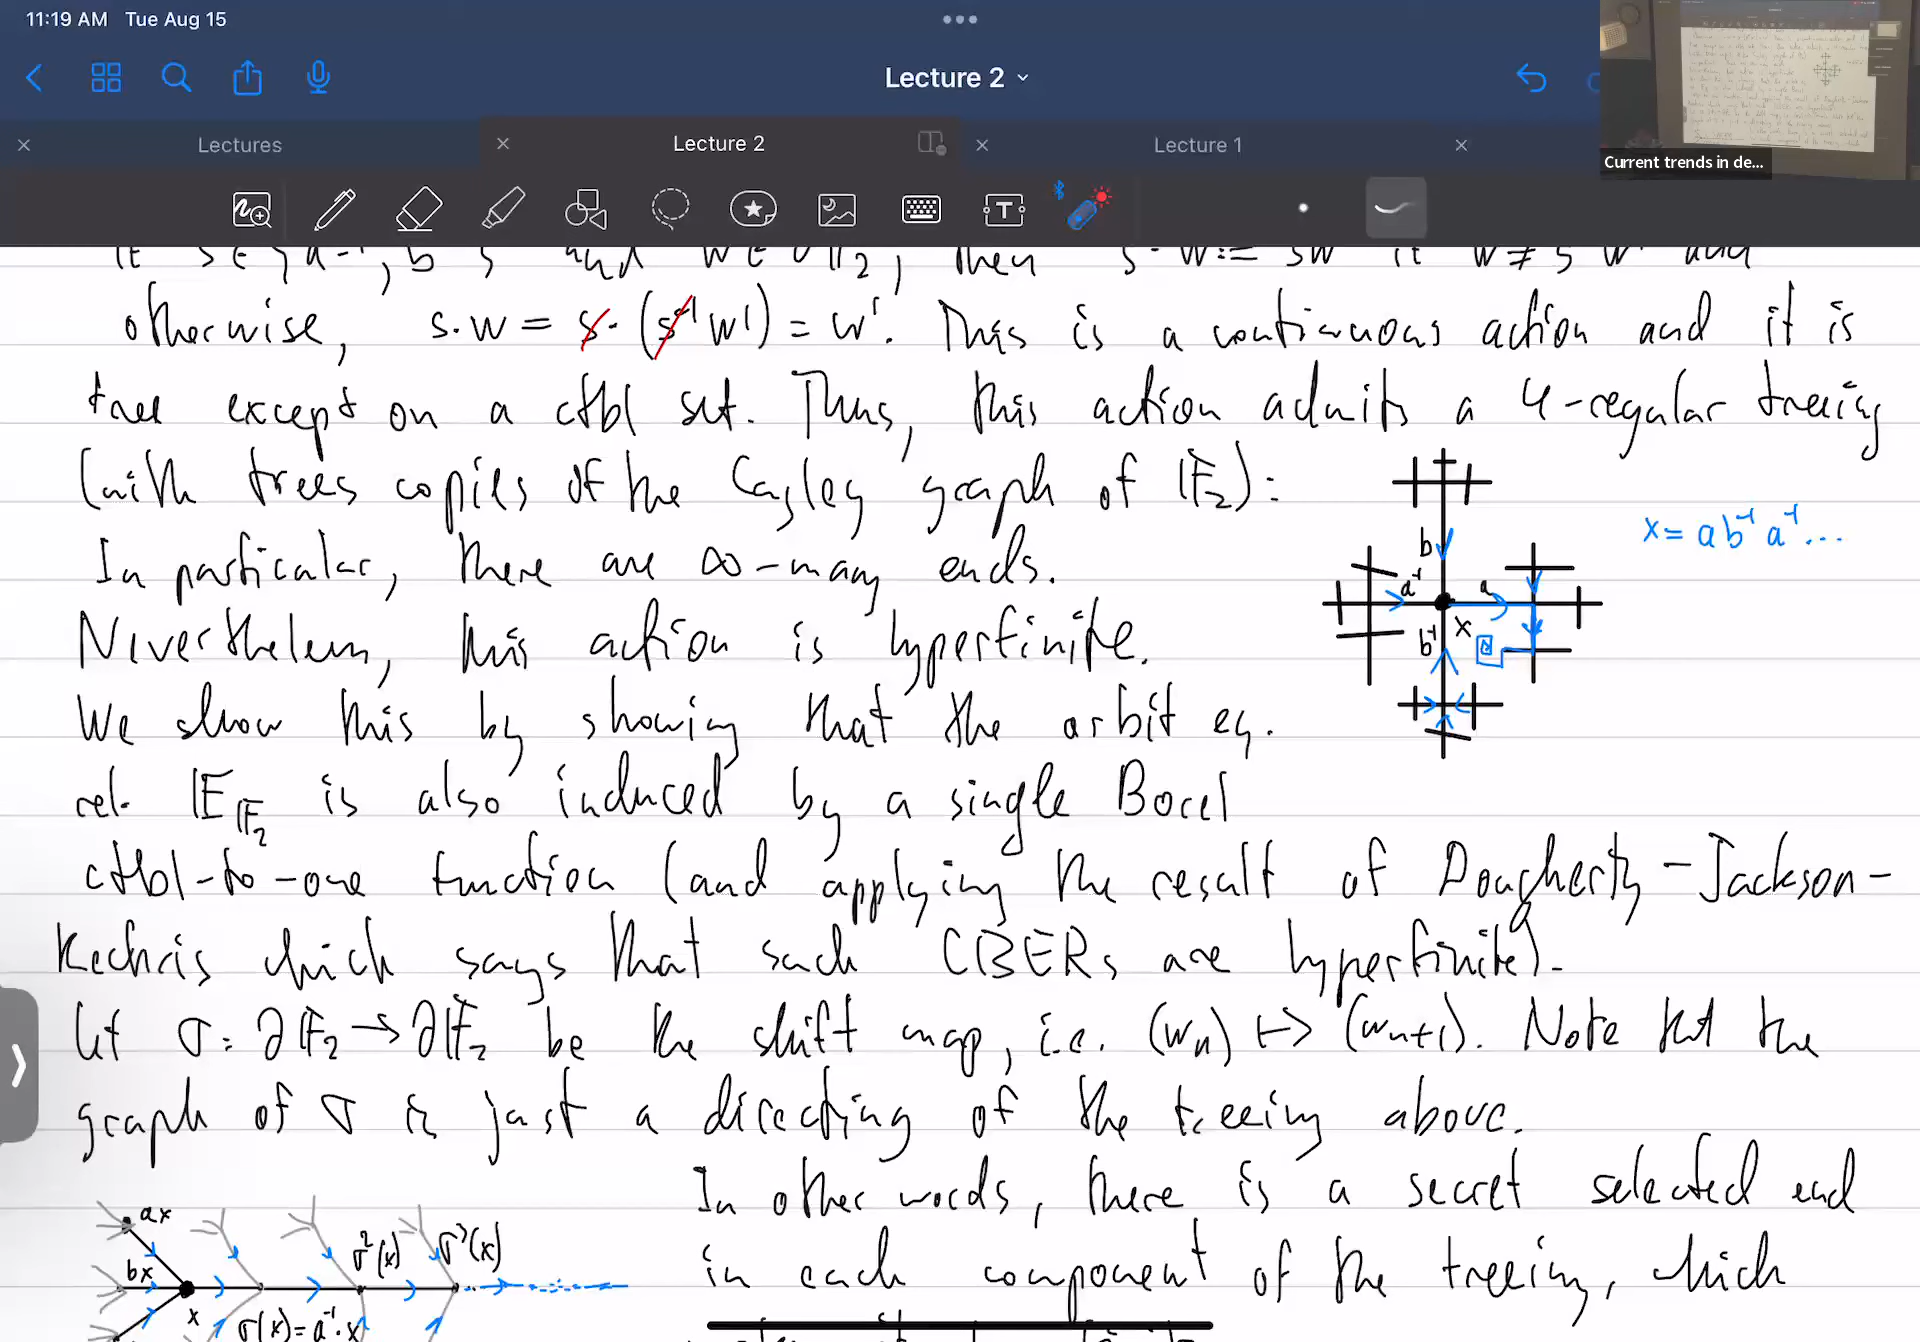 11:19 AM Tue Aug 15
Lecture 2
Lectures
Lecture 2
Lecture 1
Current trends in de...
otherwise, s·w = s·(s⁻¹w') = w'. This is a continuous action and it is
free except on a ctbl set. Thus, this action admits a 4-regular treeing
(with trees copies of the Cayley graph of 𝔽₂):
In particular, there are ∞-many ends.
Nevertheless, this action is hyperfinite.
We show this by showing that the orbit eq.
rel. 𝔼_𝔽₂ is also induced by a single Borel
ctbl-to-one function (and applying the result of Dougherty-Jackson-
Kechris which says that such CBERs are hyperfinite).
Let σ: ∂𝔽₂ → ∂𝔽₂ be the shift map, i.e. (wₙ) ↦ (wₙ₊₁). Note that the
graph of σ is just a directing of the treeing above.
In other words, there is a secret selected end
in each component of the treeing, which
x = ab⁻¹a⁻¹...
b
a⁻¹
a
x
b⁻¹
ax
bx
x
σ(x) = a⁻¹·x
σ²(x)
σ³(x)